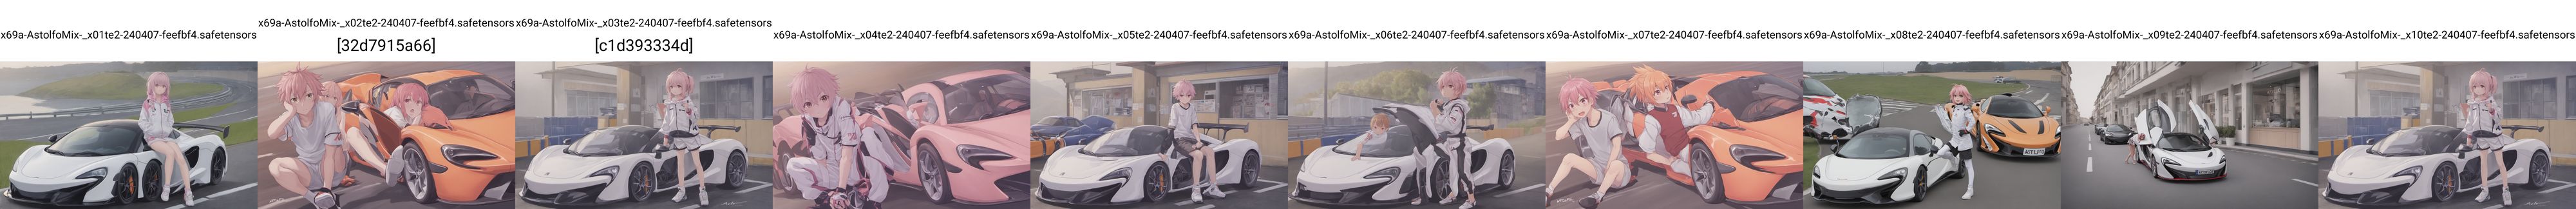 x69a-AstolfoMix-_x01te2-240407-feefbf4.safetensors
x69a-AstolfoMix-_x02te2-240407-feefbf4.safetensors
[32d7915a66]
x69a-AstolfoMix-_x03te2-240407-feefbf4.safetensors
[c1d393334d]
x69a-AstolfoMix-_x04te2-240407-feefbf4.safetensors
x69a-AstolfoMix-_x05te2-240407-feefbf4.safetensors
x69a-AstolfoMix-_x06te2-240407-feefbf4.safetensors
x69a-AstolfoMix-_x07te2-240407-feefbf4.safetensors
x69a-AstolfoMix-_x08te2-240407-feefbf4.safetensors
x69a-AstolfoMix-_x09te2-240407-feefbf4.safetensors
x69a-AstolfoMix-_x10te2-240407-feefbf4.safetensors